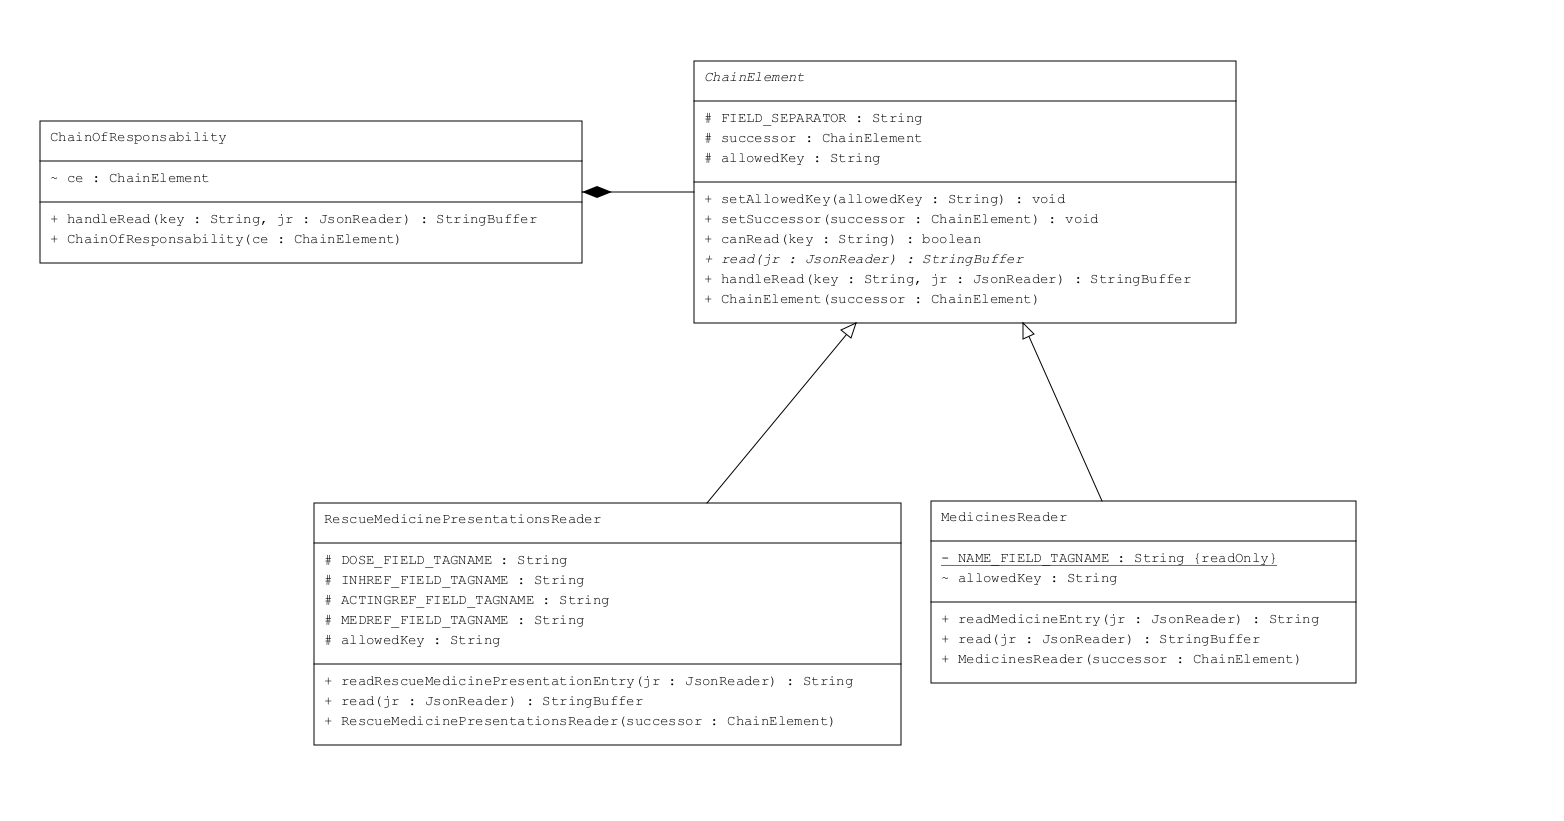 ChainOfResponsability
~ ce : ChainElement
+ handleRead(key : String, jr : JsonReader) : StringBuffer
+ ChainOfResponsability(ce : ChainElement)
ChainElement
# FIELD_SEPARATOR : String
# successor : ChainElement
# allowedKey : String
+ setAllowedKey(allowedKey : String) : void
+ setSuccessor(successor : ChainElement) : void
+ canRead(key : String) : boolean
+ read(jr : JsonReader) : StringBuffer
+ handleRead(key : String, jr : JsonReader) : StringBuffer
+ ChainElement(successor : ChainElement)
RescueMedicinePresentationsReader
# DOSE_FIELD_TAGNAME : String
# INHREF_FIELD_TAGNAME : String
# ACTINGREF_FIELD_TAGNAME : String
# MEDREF_FIELD_TAGNAME : String
# allowedKey : String
+ readRescueMedicinePresentationEntry(jr : JsonReader) : String
+ read(jr : JsonReader) : StringBuffer
+ RescueMedicinePresentationsReader(successor : ChainElement)
MedicinesReader
- NAME_FIELD_TAGNAME : String {readOnly}
~ allowedKey : String
+ readMedicineEntry(jr : JsonReader) : String
+ read(jr : JsonReader) : StringBuffer
+ MedicinesReader(successor : ChainElement)